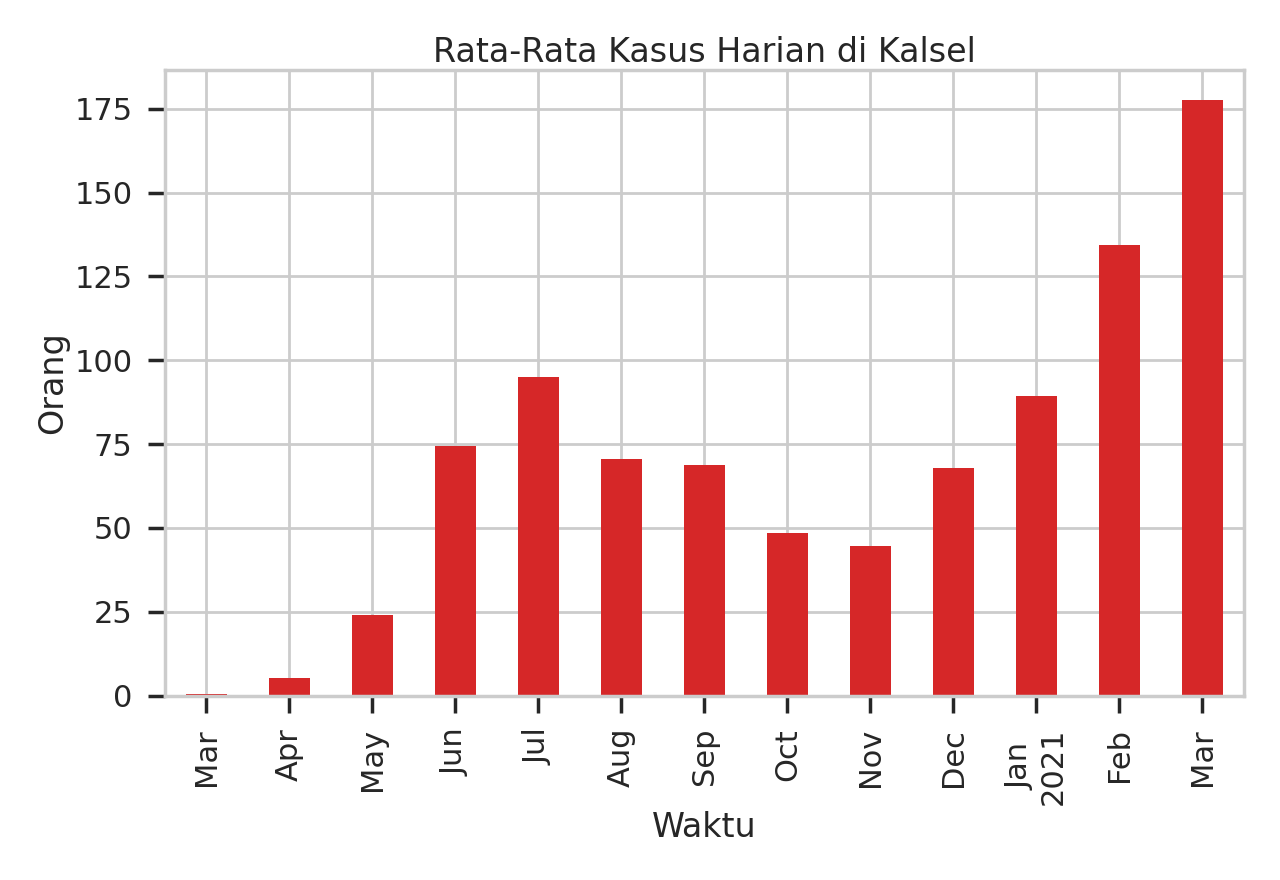 Rata-Rata Kasus Harian di Kalsel
Orang
175
150
125
100
75
50
25
0
Mar
Apr
May
Jun
Jul
Aug
Sep
Oct
Nov
Dec
Jan
2021
Feb
Mar
Waktu